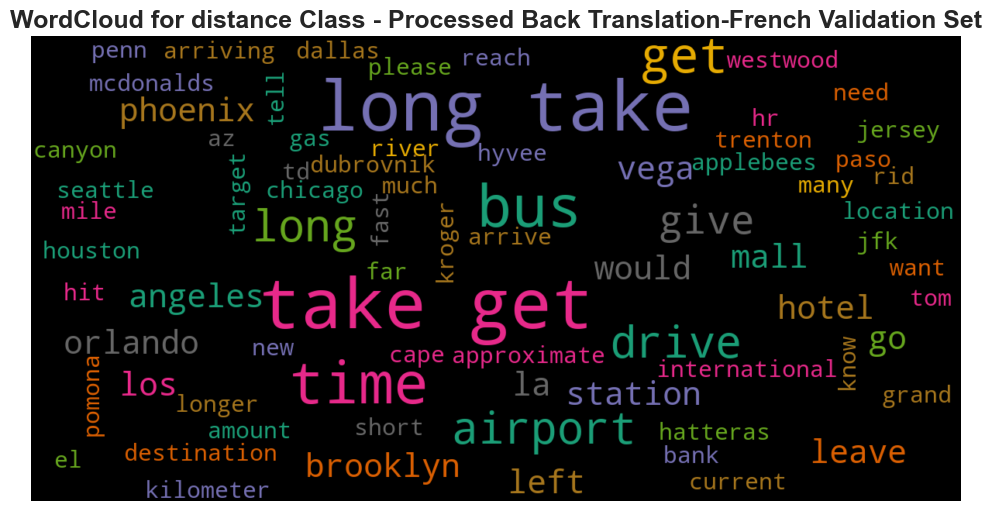 WordCloud for distance Class - Processed Back Translation-French Validation Set
penn arriving dallas please reach get westwood
mcdonalds tell long take need
phoenix az gas river hr trenton jersey
canyon td dubrovnik hyvee vega applebees paso
seattle target chicago much many rid
mile long fast kroger bus give location
houston arrive mall jfk
far would want
hit angeles take get hotel tom
orlando new cape approximate drive know go
pomona los time la station international grand
longer
amount short airport hatteras
el destination brooklyn bank leave
kilometer left current